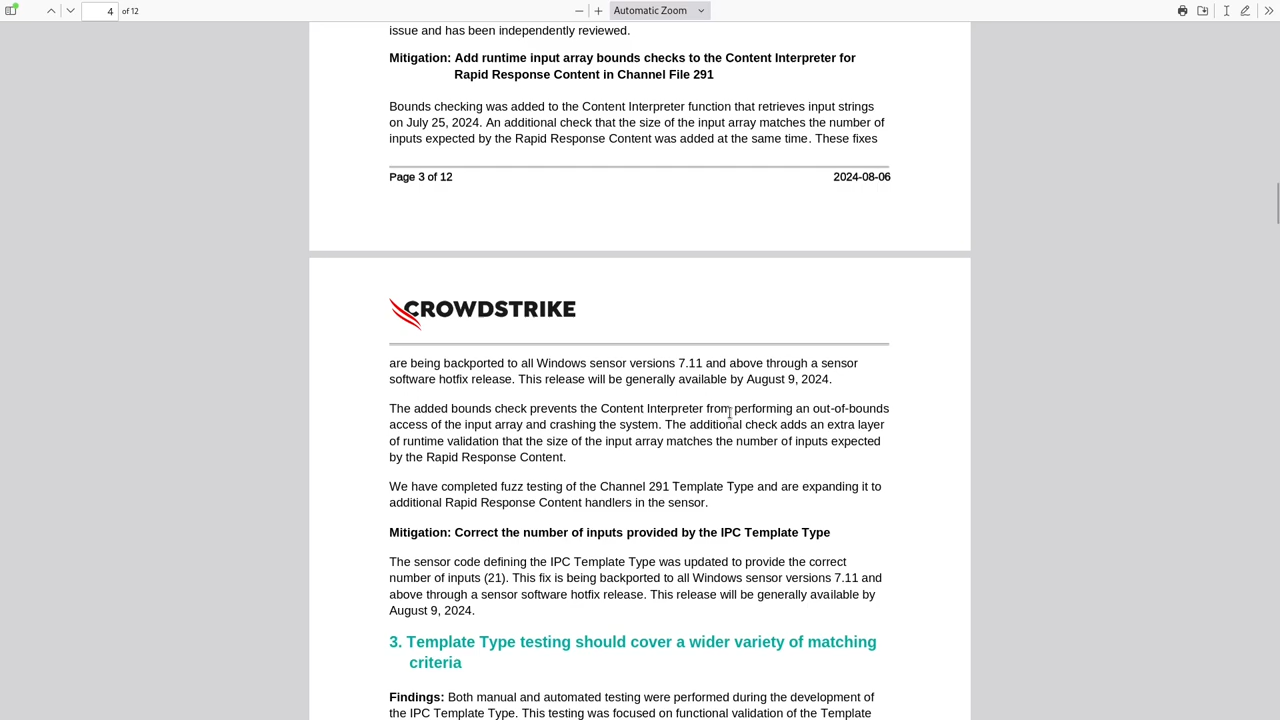 4 of 12
Automatic Zoom
issue and has been independently reviewed.
Mitigation: Add runtime input array bounds checks to the Content Interpreter for
Rapid Response Content in Channel File 291
Bounds checking was added to the Content Interpreter function that retrieves input strings
on July 25, 2024. An additional check that the size of the input array matches the number of
inputs expected by the Rapid Response Content was added at the same time. These fixes
Page 3 of 12 2024-08-06
CROWDSTRIKE
are being backported to all Windows sensor versions 7.11 and above through a sensor
software hotfix release. This release will be generally available by August 9, 2024.
The added bounds check prevents the Content Interpreter from performing an out-of-bounds
access of the input array and crashing the system. The additional check adds an extra layer
of runtime validation that the size of the input array matches the number of inputs expected
by the Rapid Response Content.
We have completed fuzz testing of the Channel 291 Template Type and are expanding it to
additional Rapid Response Content handlers in the sensor.
Mitigation: Correct the number of inputs provided by the IPC Template Type
The sensor code defining the IPC Template Type was updated to provide the correct
number of inputs (21). This fix is being backported to all Windows sensor versions 7.11 and
above through a sensor software hotfix release. This release will be generally available by
August 9, 2024.
3. Template Type testing should cover a wider variety of matching
criteria
Findings: Both manual and automated testing were performed during the development of
the IPC Template Type. This testing was focused on functional validation of the Template